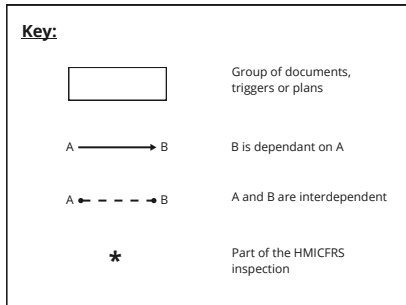 Key:
Group of documents,
triggers or plans
A B
B is dependant on A
A B
A and B are interdependent
*
Part of the HMICFRS
inspection